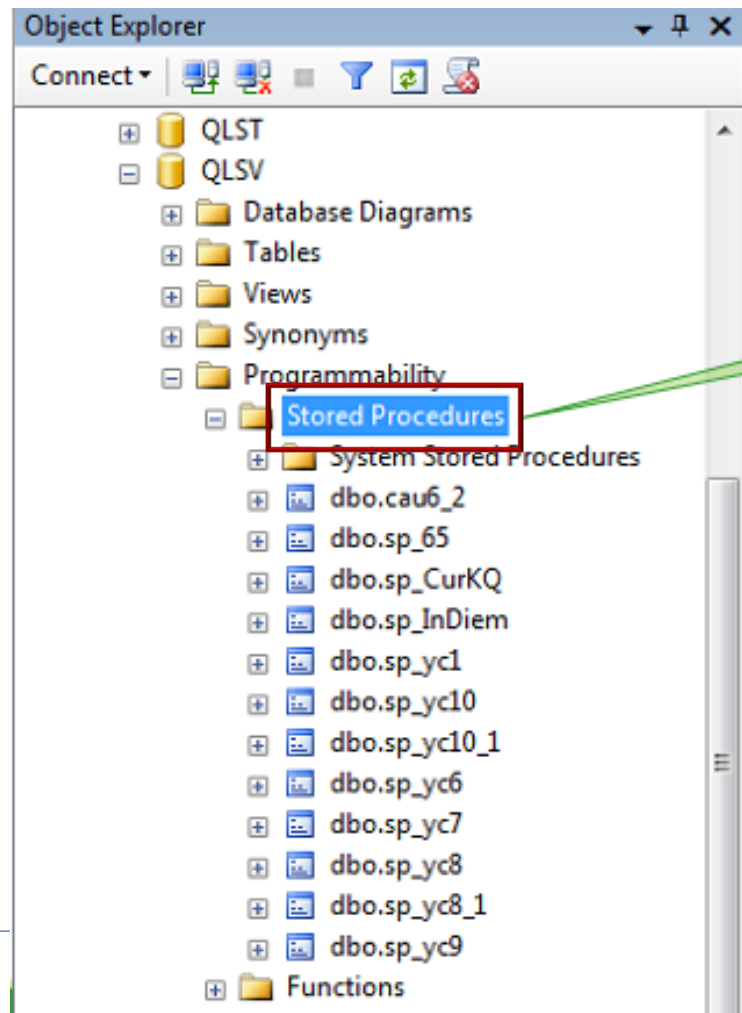 Object Explorer
Connect
QLST
QLSV
Database Diagrams
Tables
Views
Synonyms
Programmability
Stored Procedures
System Stored Procedures
dbo.cau6_2
dbo.sp_65
dbo.sp_CurKQ
dbo.sp_InDiem
dbo.sp_yc1
dbo.sp_yc10
dbo.sp_yc10_1
dbo.sp_yc6
dbo.sp_yc7
dbo.sp_yc8
dbo.sp_yc8_1
dbo.sp_yc9
Functions